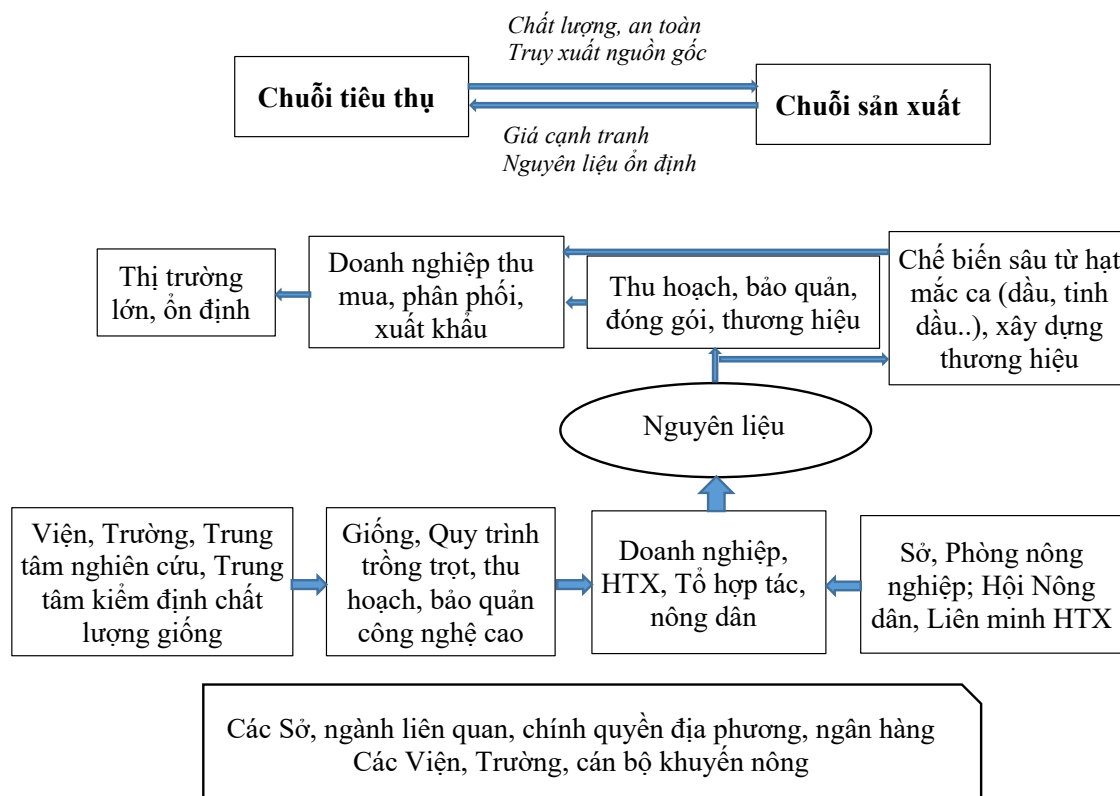 Chất lượng, an toàn
Truy xuất nguồn gốc
Chuỗi tiêu thụ
Chuỗi sản xuất
Giá cạnh tranh
Nguyên liệu ổn định
Thị trường
lớn, ổn định
Doanh nghiệp thu
mua, phân phối,
xuất khẩu
Thu hoạch, bảo quản,
đóng gói, thương hiệu
Chế biến sâu từ hạt
mắc ca (dầu, tinh
dầu..), xây dựng
thương hiệu
Nguyên liệu
Viện, Trường, Trung
tâm nghiên cứu, Trung
tâm kiểm định chất
lượng giống
Giống, Quy trình
trồng trọt, thu
hoạch, bảo quản
công nghệ cao
Doanh nghiệp,
HTX, Tổ hợp tác,
nông dân
Sở, Phòng nông
nghiệp; Hội Nông
dân, Liên minh HTX
Các Sở, ngành liên quan, chính quyền địa phương, ngân hàng
Các Viện, Trường, cán bộ khuyến nông